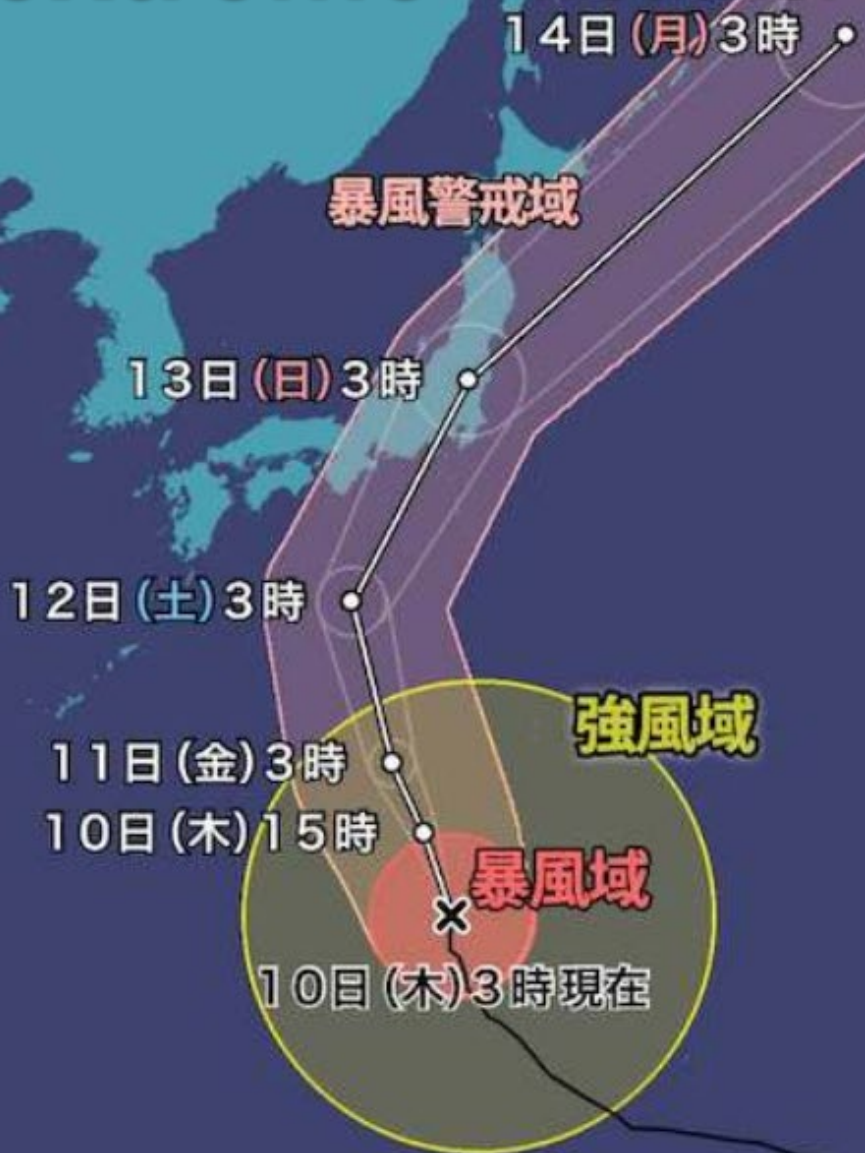 14日(月)3時
暴風警戒域
13日(日)3時
12日(土)3時
強風域
11日(金)3時
10日(木)15時
暴風域
10日(木)3時現在